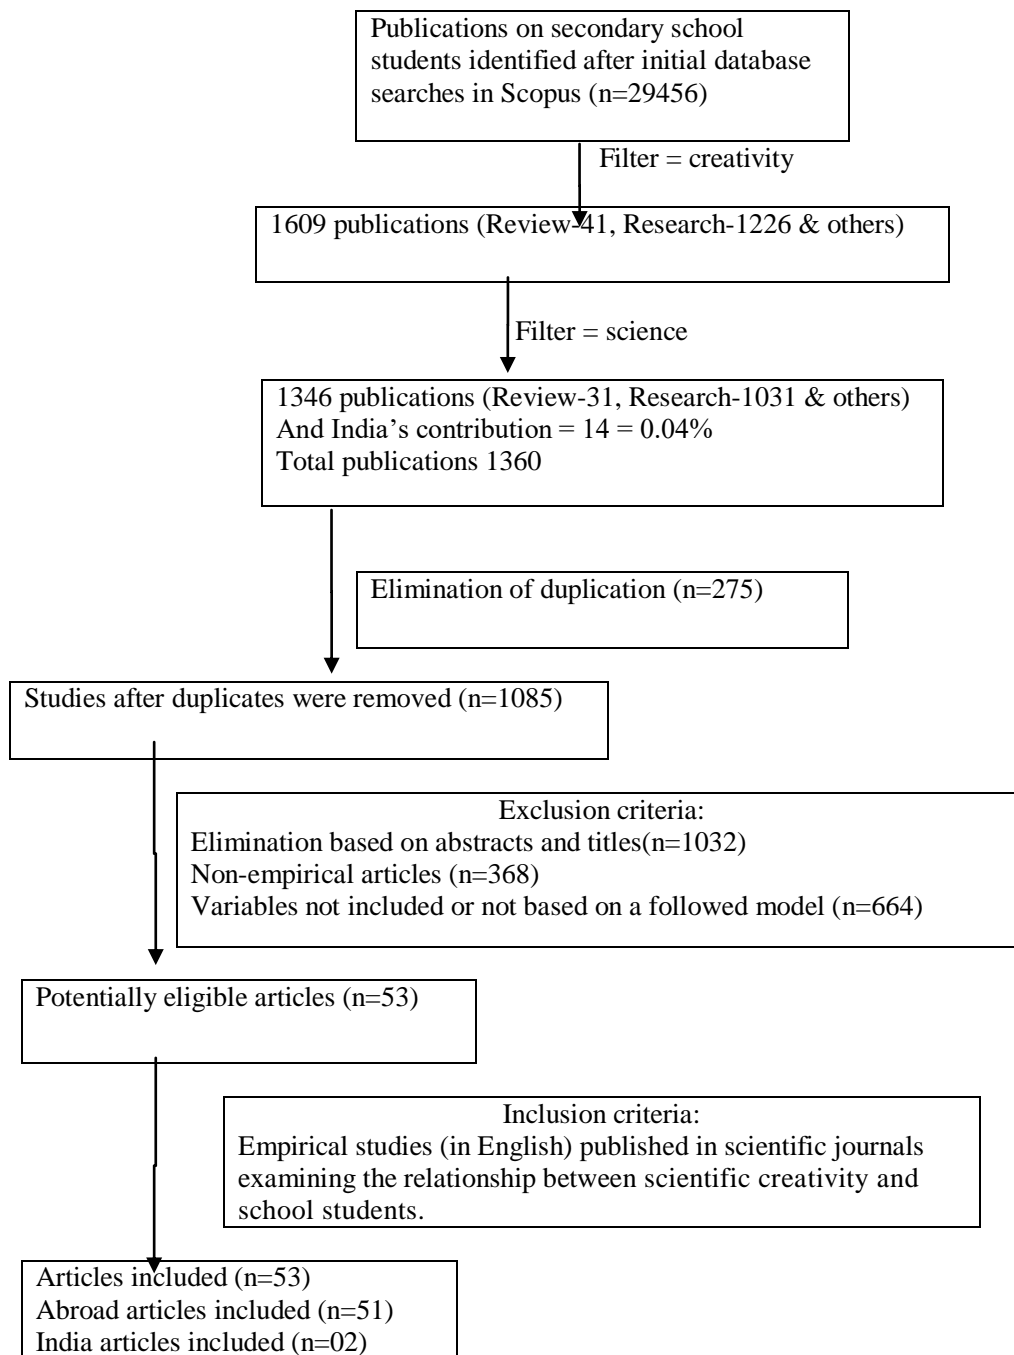 Publications on secondary school
students identified after initial database
searches in Scopus (n=29456)
Filter = creativity
1609 publications (Review-41, Research-1226 & others)
Filter = science
1346 publications (Review-31, Research-1031 & others)
And India’s contribution = 14 = 0.04%
Total publications 1360
Elimination of duplication (n=275)
Studies after duplicates were removed (n=1085)
Exclusion criteria:
Elimination based on abstracts and titles(n=1032)
Non-empirical articles (n=368)
Variables not included or not based on a followed model (n=664)
Potentially eligible articles (n=53)
Inclusion criteria:
Empirical studies (in English) published in scientific journals
examining the relationship between scientific creativity and
school students.
Articles included (n=53)
Abroad articles included (n=51)
India articles included (n=02)